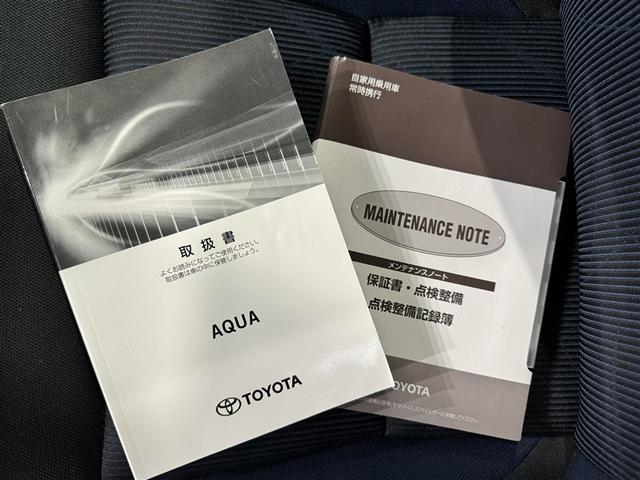 取扱書
よくお読みになってご使用ください。
取扱書は車の中に保管しましょう。
AQUA
TOYOTA
自家用乗用車
常時携行
MAINTENANCE NOTE
メンテナンスノート
保証書・点検整備
点検整備記録簿
OYOTA